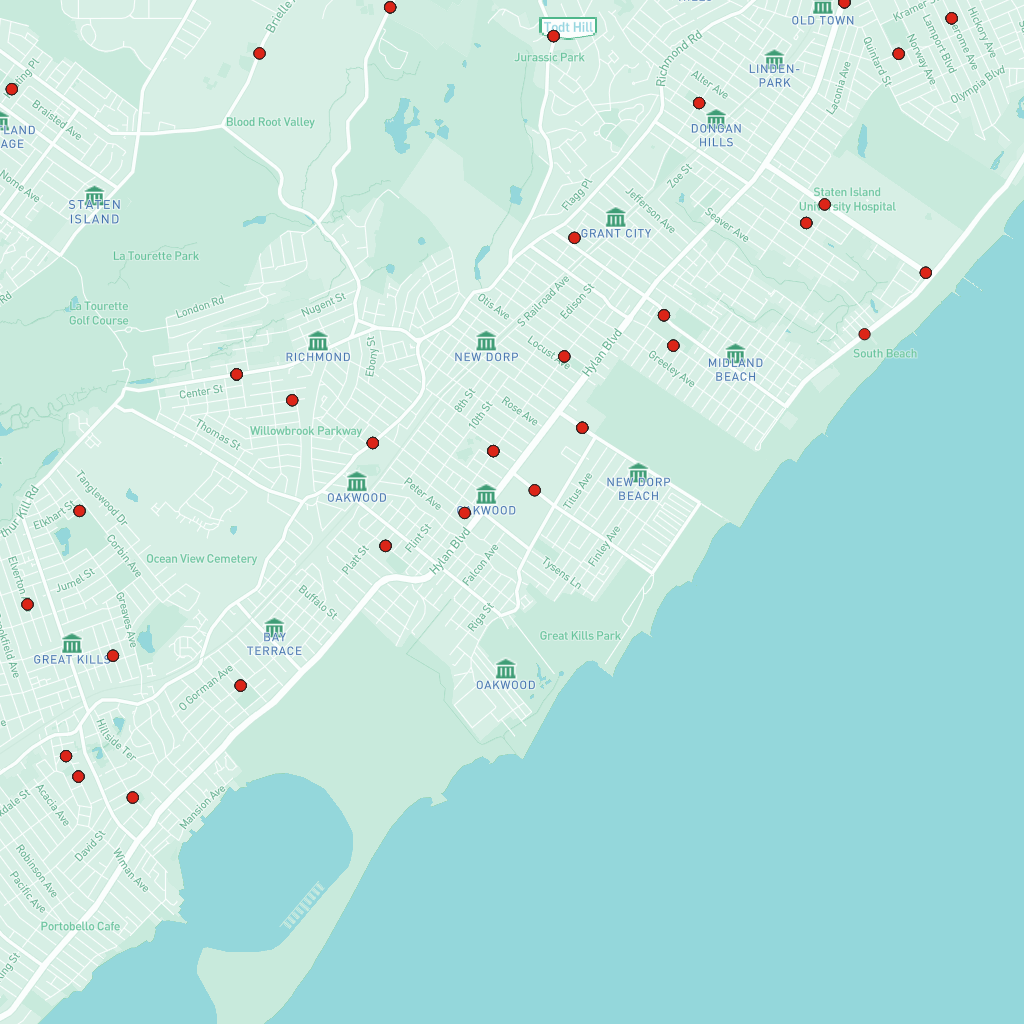 Brielle
Todt Hill
Jurassic Park
Richmond Rd
OLD TOWN
Kramer
Hickory Ave
Jerome Ave
Lamport Blvd
Norway Ave
Quintard St
Olympia Blvd
LINDEN-
PARK
Laconia Ave
Alter Ave
DONGAN
HILLS
Braisted Ave
Blood Root Valley
Nome Ave
STATEN
ISLAND
Zoe St
Flagg Pl
Jefferson Ave
Seaver Ave
Staten Island
University Hospital
GRANT CITY
La Tourette Park
La Tourette
Golf Course
London Rd
Nugent St
Rd
Otis Ave
S Railroad Ave
Edison St
RICHMOND
Ebony St
NEW DORP
Locust Ave
Hylan Blvd
Greeley Ave
MIDLAND
BEACH
South Beach
Center St
8th St
10th St
Rose Ave
Thomas St
Willowbrook Parkway
OAKWOOD
Peter Ave
OAKWOOD
Titus Ave
NEW DORP
BEACH
Arthur Kill Rd
Tanglewood Dr
Elkhart St
Corbin Ave
Ocean View Cemetery
Platt St
Flint St
Hylan Blvd
Falcon Ave
Tysens Ln
Finley Ave
Elverton
Jumel St
Greaves Ave
Buffalo St
Riga St
Great Kills Park
BAY
TERRACE
GREAT KILLS
OAKWOOD
O Gorman Ave
Hillside Ter
Acacia Ave
Mansion Ave
David St
Wiman Ave
Robinson Ave
Pacific Ave
Portobello Cafe